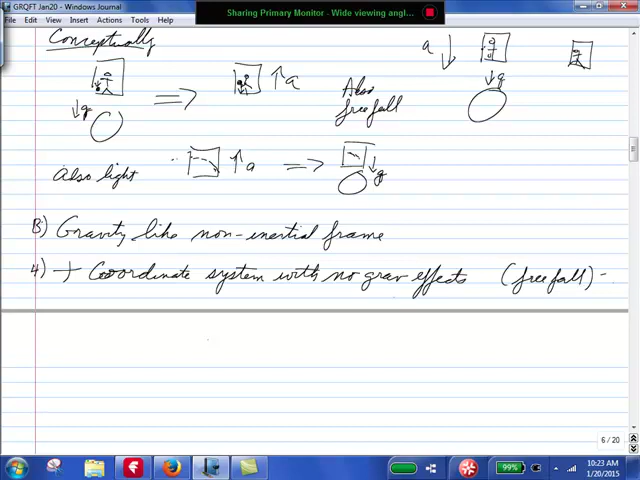 GRQFT Jan20 - Windows Journal
Sharing Primary Monitor - Wide viewing angl...
File Edit View Insert Actions Tools Help
Conceptually
a
g
g
⇒ ↑ a
Also
free fall
Also light
↑ a ⇒
g
B) Gravity like non-inertial frame
4) → Coordinate system with no grav effects (free fall) -
6 / 20
99%
10:23 AM
1/20/2015